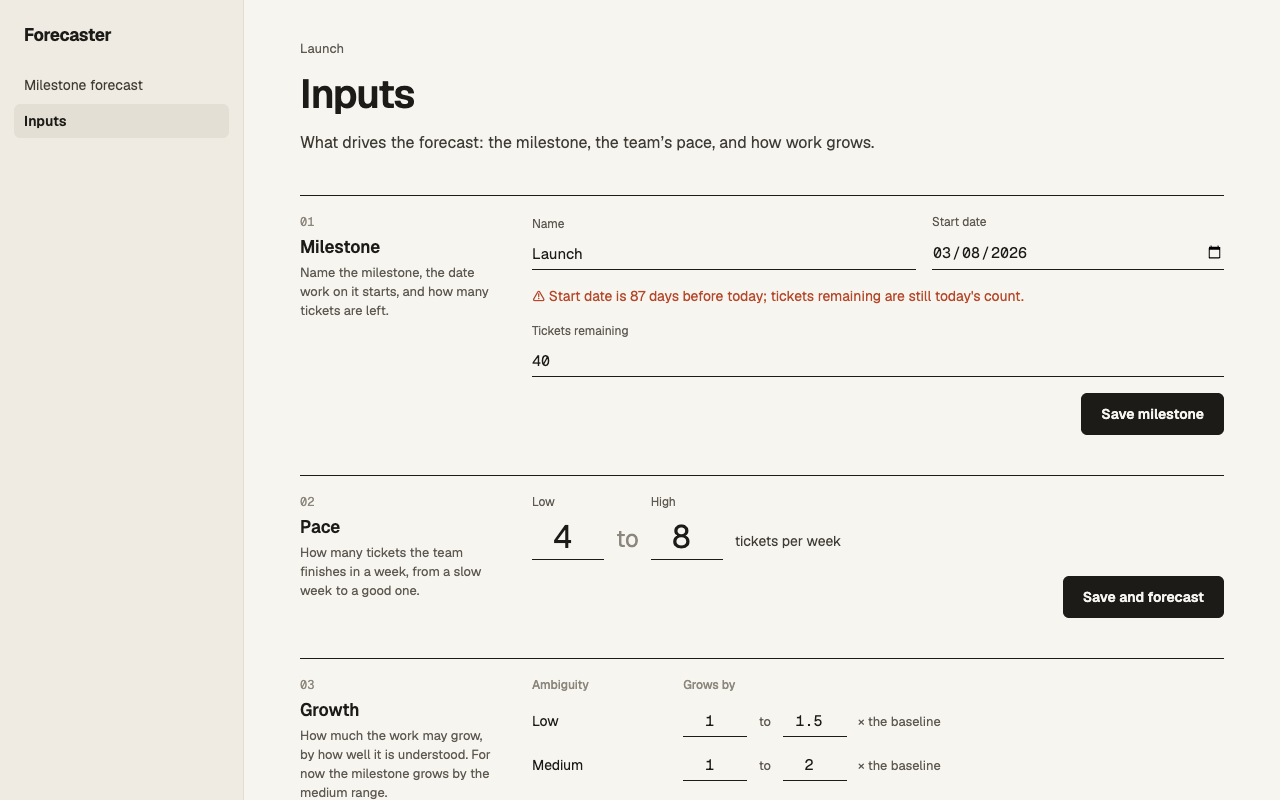 Forecaster
Milestone forecast
Inputs
Launch
Inputs
What drives the forecast: the milestone, the team’s pace, and how work grows.
01
Milestone
Name the milestone, the date
work on it starts, and how many
tickets are left.
Name
Launch
Start date
03/08/2026
⚠ Start date is 87 days before today; tickets remaining are still today's count.
Tickets remaining
40
Save milestone
02
Pace
How many tickets the team
finishes in a week, from a slow
week to a good one.
Low
High
4 to 8 tickets per week
Save and forecast
03
Growth
How much the work may grow,
by how well it is understood. For
now the milestone grows by the
medium range.
Ambiguity Grows by
Low 1 to 1.5 × the baseline
Medium 1 to 2 × the baseline